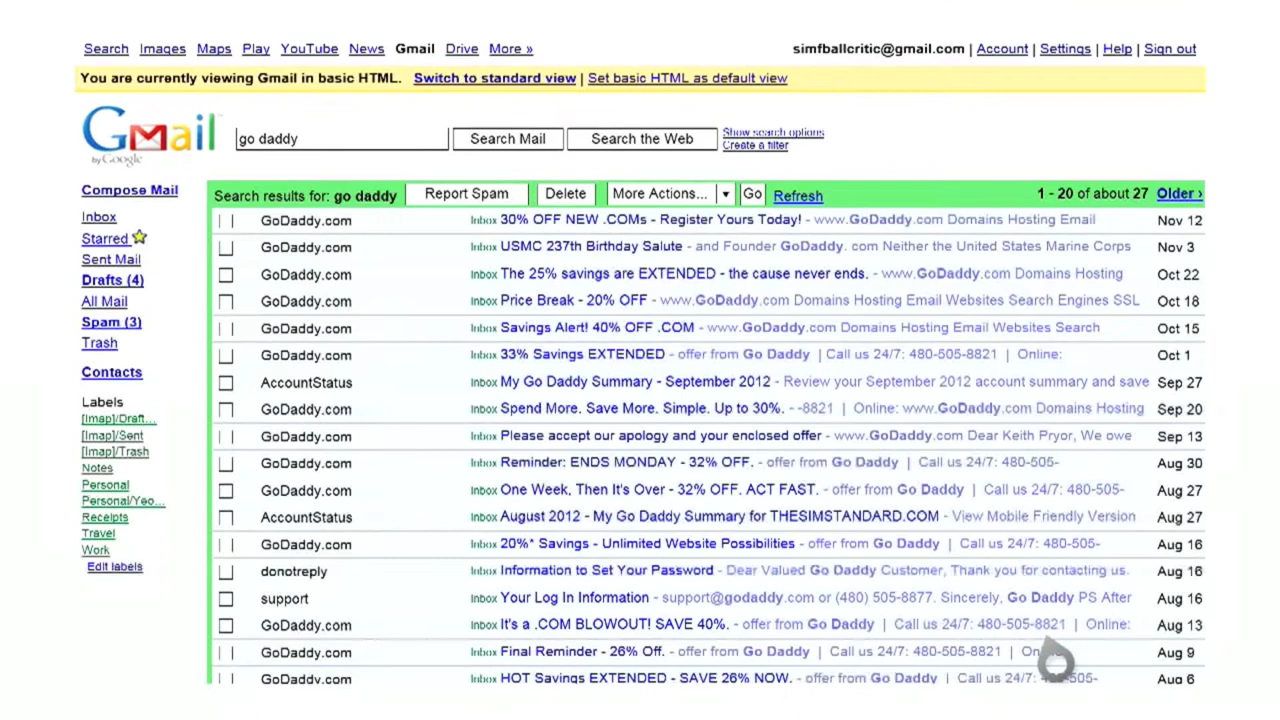 Search Images Maps Play YouTube News Gmail Drive More »
simfballcritic@gmail.com | Account | Settings | Help | Sign out
You are currently viewing Gmail in basic HTML. Switch to standard view | Set basic HTML as default view
Gmail
by Google
go daddy Search Mail Search the Web
Show search options
Create a filter
Compose Mail
Inbox
Starred
Sent Mail
Drafts (4)
All Mail
Spam (3)
Trash
Contacts
Labels
[Imap]/Draft...
[Imap]/Sent
[Imap]/Trash
Notes
Personal
Personal/Yeo...
Receipts
Travel
Work
Edit labels
Search results for: go daddy Report Spam Delete More Actions... Go Refresh 1 - 20 of about 27 Older ›
GoDaddy.com Inbox 30% OFF NEW .COMs - Register Yours Today! - www.GoDaddy.com Domains Hosting Email Nov 12
GoDaddy.com Inbox USMC 237th Birthday Salute - and Founder GoDaddy. com Neither the United States Marine Corps Nov 3
GoDaddy.com Inbox The 25% savings are EXTENDED - the cause never ends. - www.GoDaddy.com Domains Hosting Oct 22
GoDaddy.com Inbox Price Break - 20% OFF - www.GoDaddy.com Domains Hosting Email Websites Search Engines SSL Oct 18
GoDaddy.com Inbox Savings Alert! 40% OFF .COM - www.GoDaddy.com Domains Hosting Email Websites Search Oct 15
GoDaddy.com Inbox 33% Savings EXTENDED - offer from Go Daddy | Call us 24/7: 480-505-8821 | Online: Oct 1
AccountStatus Inbox My Go Daddy Summary - September 2012 - Review your September 2012 account summary and save Sep 27
GoDaddy.com Inbox Spend More. Save More. Simple. Up to 30%. - -8821 | Online: www.GoDaddy.com Domains Hosting Sep 20
GoDaddy.com Inbox Please accept our apology and your enclosed offer - www.GoDaddy.com Dear Keith Pryor, We owe Sep 13
GoDaddy.com Inbox Reminder: ENDS MONDAY - 32% OFF. - offer from Go Daddy | Call us 24/7: 480-505- Aug 30
GoDaddy.com Inbox One Week, Then It's Over - 32% OFF. ACT FAST. - offer from Go Daddy | Call us 24/7: 480-505- Aug 27
AccountStatus Inbox August 2012 - My Go Daddy Summary for THESIMSTANDARD.COM - View Mobile Friendly Version Aug 27
GoDaddy.com Inbox 20%* Savings - Unlimited Website Possibilities - offer from Go Daddy | Call us 24/7: 480-505- Aug 16
donotreply Inbox Information to Set Your Password - Dear Valued Go Daddy Customer, Thank you for contacting us. Aug 16
support Inbox Your Log In Information - support@godaddy.com or (480) 505-8877. Sincerely, Go Daddy PS After Aug 16
GoDaddy.com Inbox It's a .COM BLOWOUT! SAVE 40%. - offer from Go Daddy | Call us 24/7: 480-505-8821 | Online: Aug 13
GoDaddy.com Inbox Final Reminder - 26% Off. - offer from Go Daddy | Call us 24/7: 480-505-8821 | Aug 9
GoDaddy.com Inbox HOT Savings EXTENDED - SAVE 26% NOW. - offer from Go Daddy | Call us 24/7: Aug 6